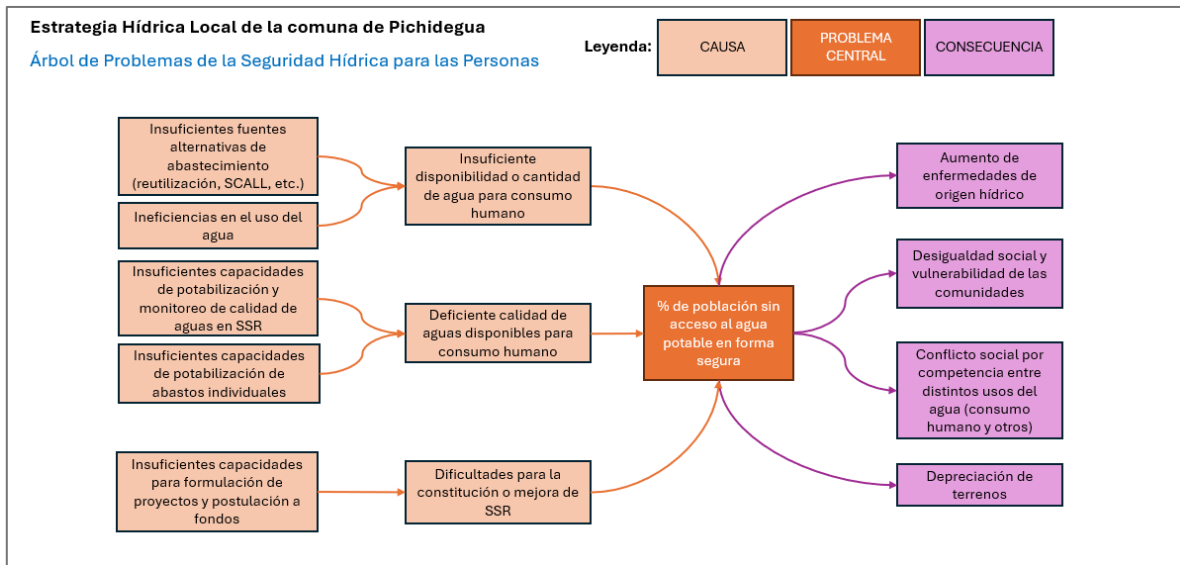 Estrategia Hídrica Local de la comuna de Pichidegua
Árbol de Problemas de la Seguridad Hídrica para las Personas
Leyenda:
CAUSA
PROBLEMA
CENTRAL
CONSECUENCIA
Insuficientes fuentes
alternativas de
abastecimiento
(reutilización, SCALL, etc.)
Ineficiencias en el uso del
agua
Insuficientes capacidades
de potabilización y
monitoreo de calidad de
aguas en SSR
Insuficientes capacidades
de potabilización de
abastos individuales
Insuficientes capacidades
para formulación de
proyectos y postulación a
fondos
Insuficiente
disponibilidad o cantidad
de agua para consumo
humano
Deficiente calidad de
aguas disponibles para
consumo humano
Dificultades para la
constitución o mejora de
SSR
% de población sin
acceso al agua
potable en forma
segura
Aumento de
enfermedades de
origen hídrico
Desigualdad social y
vulnerabilidad de las
comunidades
Conflicto social por
competencia entre
distintos usos del
agua (consumo
humano y otros)
Depreciación de
terrenos